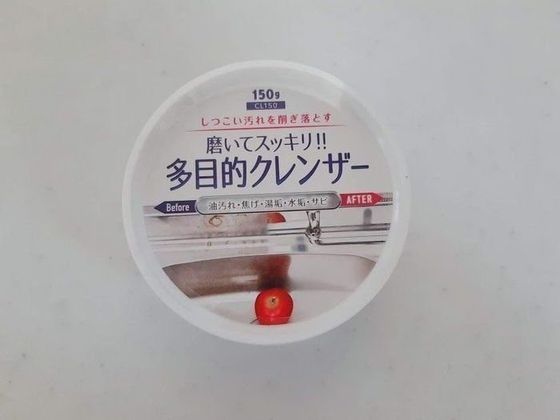 150g
CL150
しつこい汚れを削ぎ落とす
磨いてスッキリ!!
多目的クレンザー
Before 油汚れ・焦げ・湯垢・水垢・サビ AFTER